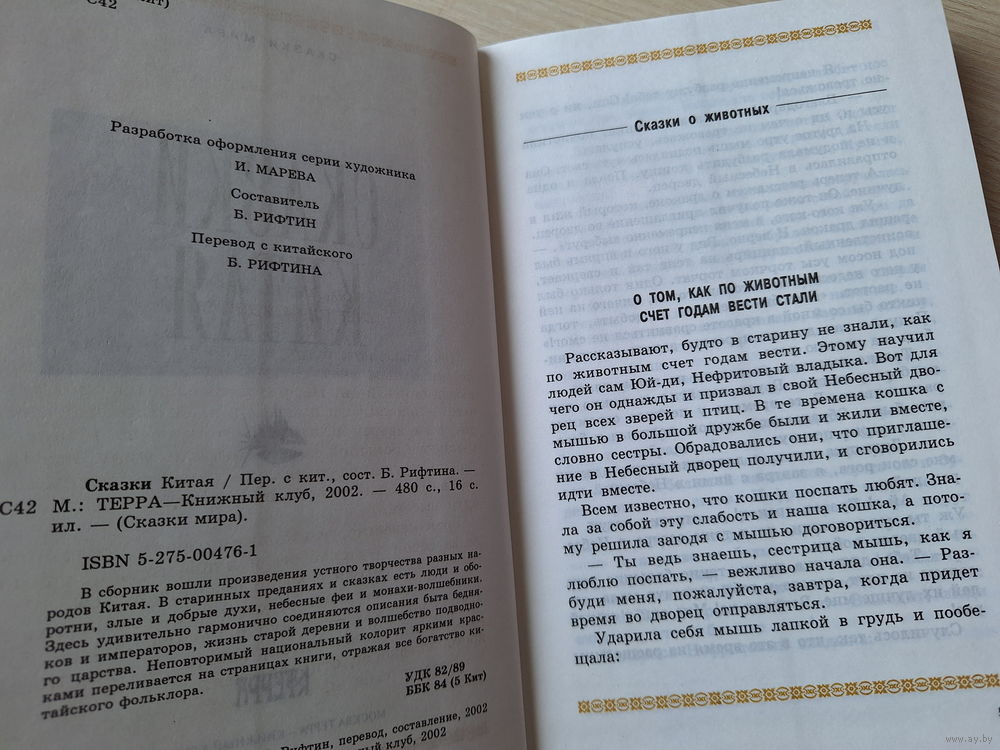 С42
Разработка оформления серии художника
И. МАРЕВА
Составитель
Б. РИФТИН
Перевод с китайского
Б. РИФТИНА
Сказки Китая / Пер. с кит., сост. Б. Рифтина. —
С42 М.: ТЕРРА—Книжный клуб, 2002. — 480 с., 16 с.
ил. — (Сказки мира).
ISBN 5-275-00476-1
В сборник вошли произведения устного творчества разных на-
родов Китая. В старинных преданиях и сказках есть люди и обо-
ротни, злые и добрые духи, небесные феи и монахи-волшебники.
Здесь удивительно гармонично соединяются описания быта бедня-
ков и императоров, жизнь старой деревни и волшебство подводно-
го царства. Неповторимый национальный колорит яркими крас-
ками переливается на страницах книги, отражая все богатство ки-
тайского фольклора.
УДК 82/89
ББК 84 (5 Кит)
Рифтин, перевод, составление, 2002
клуб, 2002
Сказки о животных
О ТОМ, КАК ПО ЖИВОТНЫМ
СЧЕТ ГОДАМ ВЕСТИ СТАЛИ
Рассказывают, будто в старину не знали, как
по животным счет годам вести. Этому научил
людей сам Юй-ди, Нефритовый владыка. Вот для
чего он однажды и призвал в свой Небесный дво-
рец всех зверей и птиц. В те времена кошка с
мышью в большой дружбе были и жили вместе,
словно сестры. Обрадовались они, что приглаше-
ние в Небесный дворец получили, и сговорились
идти вместе.
Всем известно, что кошки поспать любят. Зна-
ла за собой эту слабость и наша кошка, а пото-
му решила загодя с мышью договориться.
— Ты ведь знаешь, сестрица мышь, как я
люблю поспать, — вежливо начала она. — Раз-
буди меня, пожалуйста, завтра, когда придет
время во дворец отправляться.
Ударила себя мышь лапкой в грудь и пообе-
щала:
www.ay.by